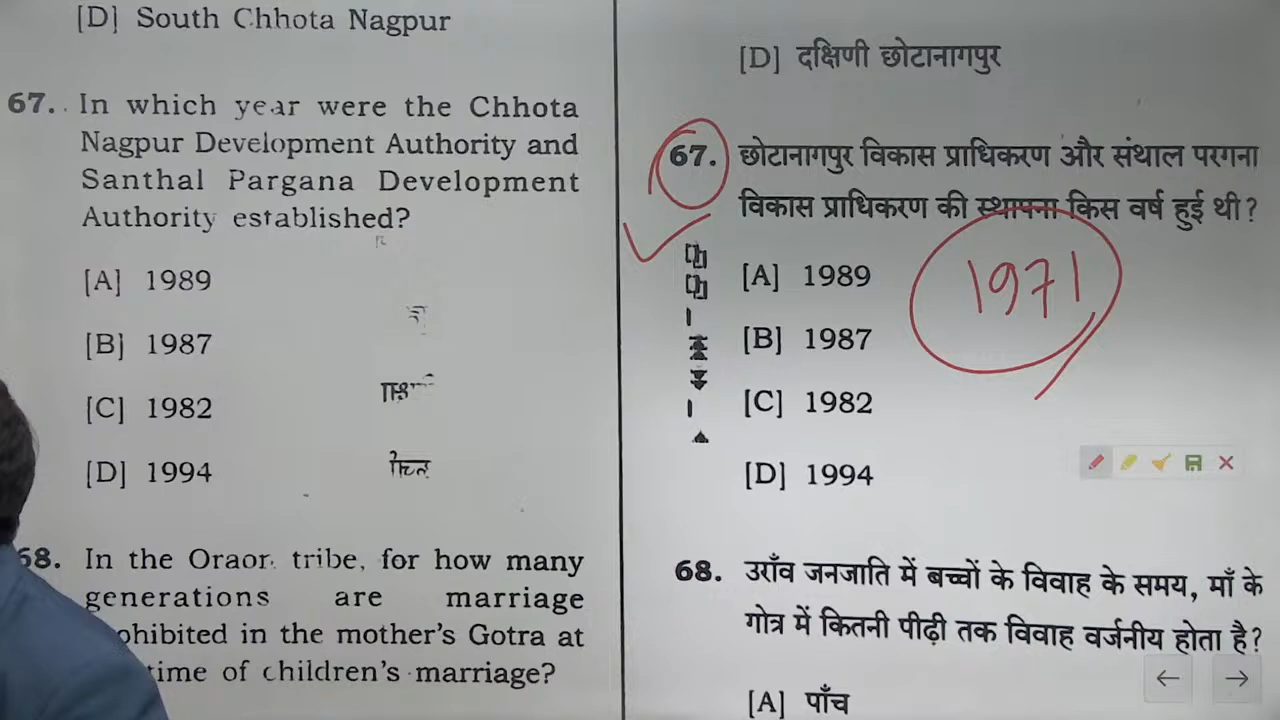 [D] South Chhota Nagpur
67. In which year were the Chhota
Nagpur Development Authority and
Santhal Pargana Development
Authority established?
[A] 1989
[B] 1987
[C] 1982
[D] 1994
68. In the Oraon tribe, for how many
generations are marriage
prohibited in the mother's Gotra at
time of children's marriage?
[D] दक्षिणी छोटानागपुर
67. छोटानागपुर विकास प्राधिकरण और संथाल परगना
विकास प्राधिकरण की स्थापना किस वर्ष हुई थी?
[A] 1989
1971
[B] 1987
[C] 1982
[D] 1994
68. उराँव जनजाति में बच्चों के विवाह के समय, माँ के
गोत्र में कितनी पीढ़ी तक विवाह वर्जनीय होता है?
[A] पाँच